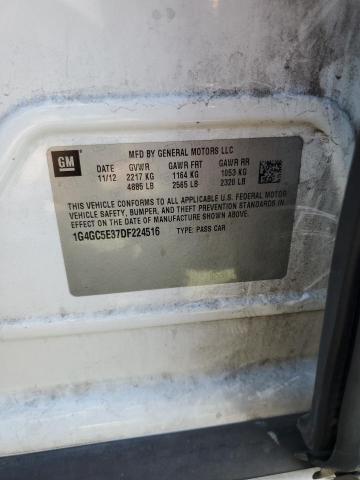 GM
MFD BY GENERAL MOTORS LLC
DATE GVWR GAWR FRT GAWR RR
11/12 2217 KG 1164 KG 1053 KG
4885 LB 2565 LB 2320 LB
THIS VEHICLE CONFORMS TO ALL APPLICABLE U.S. FEDERAL MOTOR
VEHICLE SAFETY, BUMPER, AND THEFT PREVENTION STANDARDS IN
EFFECT ON THE DATE OF MANUFACTURE SHOWN ABOVE.
1G4GC5E37DF224516 TYPE: PASS CAR